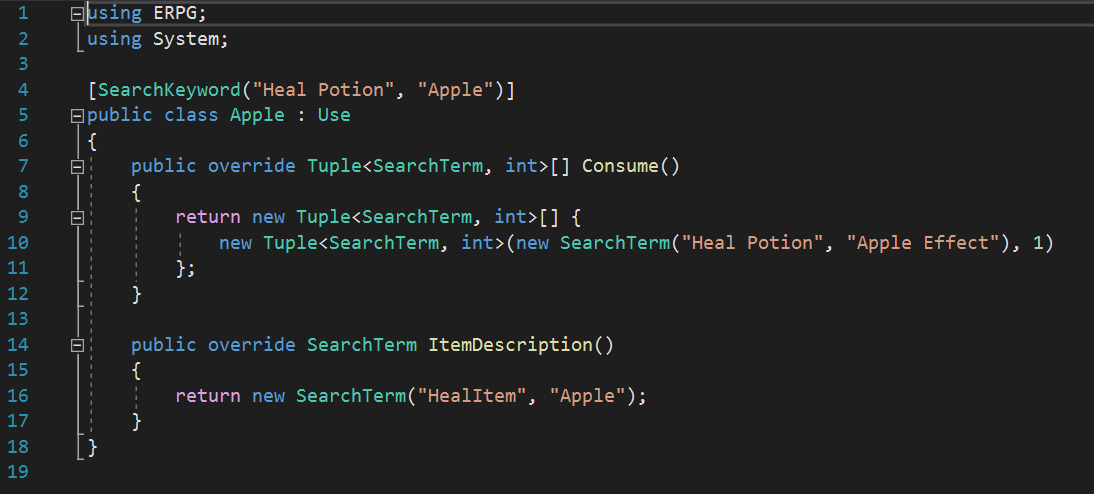 1 using ERPG;
2 using System;
3
4 [SearchKeyword("Heal Potion", "Apple")]
5 public class Apple : Use
6 {
7     public override Tuple<SearchTerm, int>[] Consume()
8     {
9         return new Tuple<SearchTerm, int>[] {
10             new Tuple<SearchTerm, int>(new SearchTerm("Heal Potion", "Apple Effect"), 1)
11         };
12     }
13
14     public override SearchTerm ItemDescription()
15     {
16         return new SearchTerm("HealItem", "Apple");
17     }
18 }
19